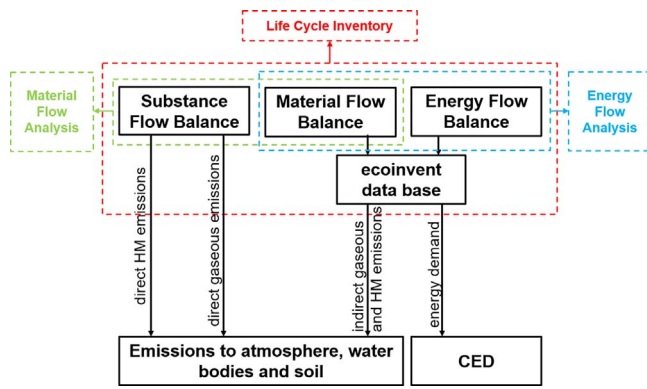 Life Cycle Inventory
Material
Flow
Analysis
Substance
Flow Balance
Material Flow
Balance
Energy Flow
Balance
Energy
Flow
Analysis
ecoinvent
data base
direct HM emissions
direct gaseous emissions
indirect gaseous
and HM emissions
energy demand
Emissions to atmosphere, water
bodies and soil
CED